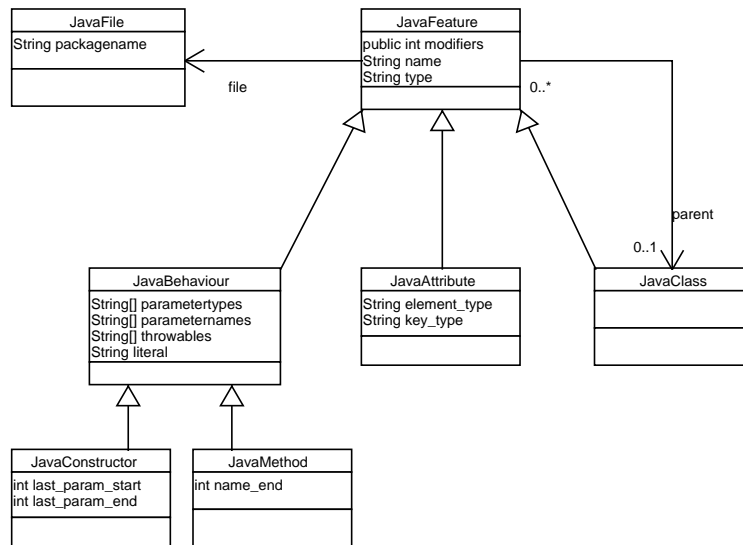 JavaFile
String packagename
JavaFeature
public int modifiers
String name
String type
file
0..*
parent
0..1
JavaBehaviour
String[] parametertypes
String[] parameternames
String[] throwables
String literal
JavaAttribute
String element_type
String key_type
JavaClass
JavaConstructor
int last_param_start
int last_param_end
JavaMethod
int name_end